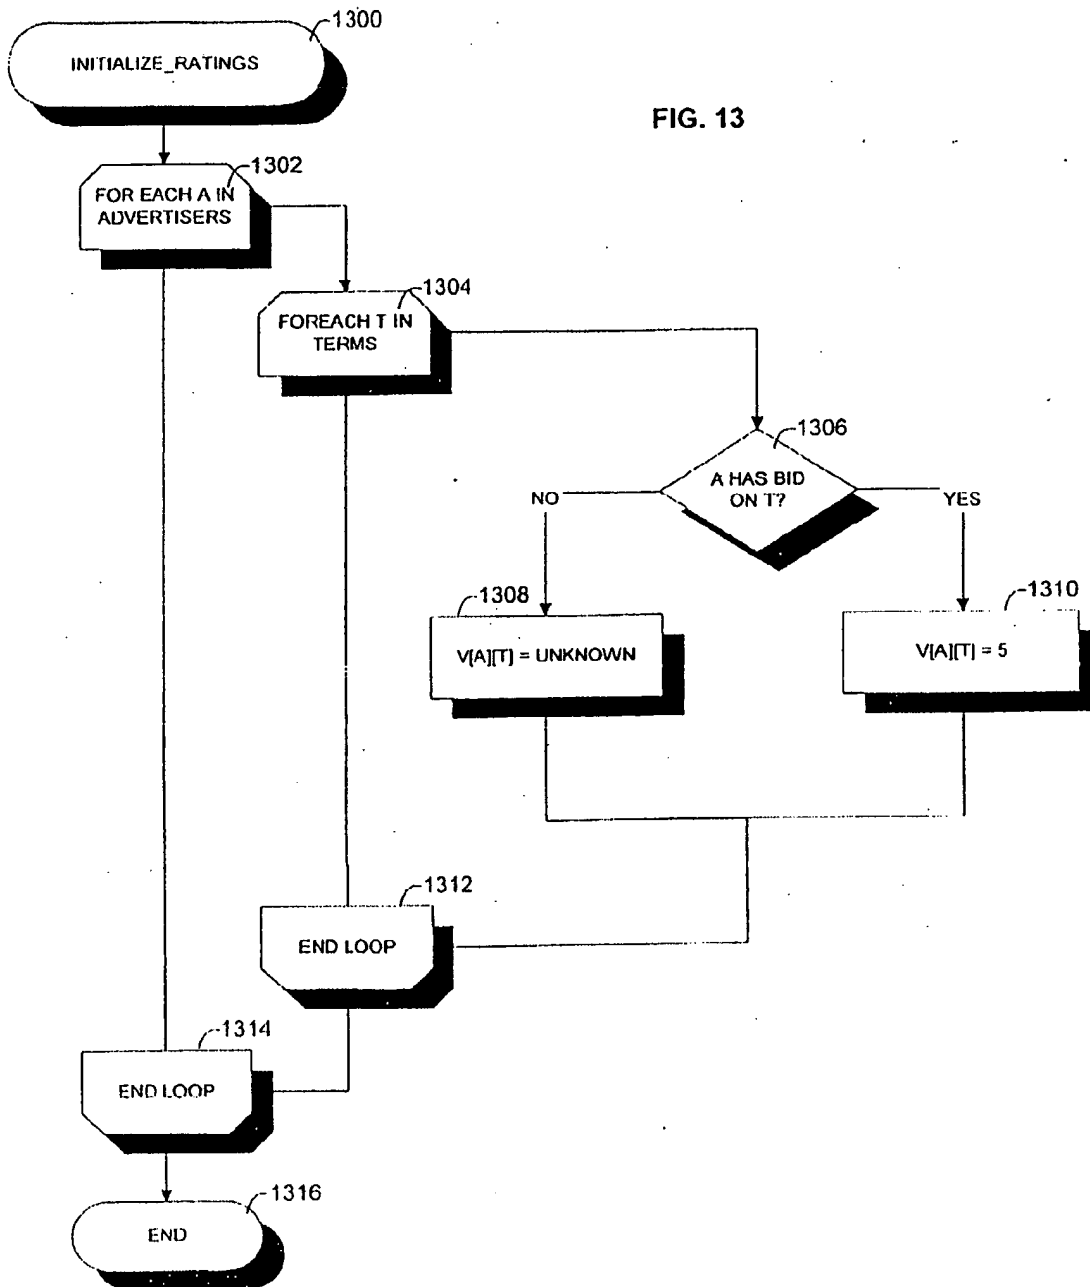 1300
INITIALIZE_RATINGS
FIG. 13
1302
FOR EACH A IN
ADVERTISERS
1304
FOREACH T IN
TERMS
1306
A HAS BID
ON T?
NO
YES
1308
V[A][T] = UNKNOWN
1310
V[A][T] = 5
1312
END LOOP
1314
END LOOP
1316
END